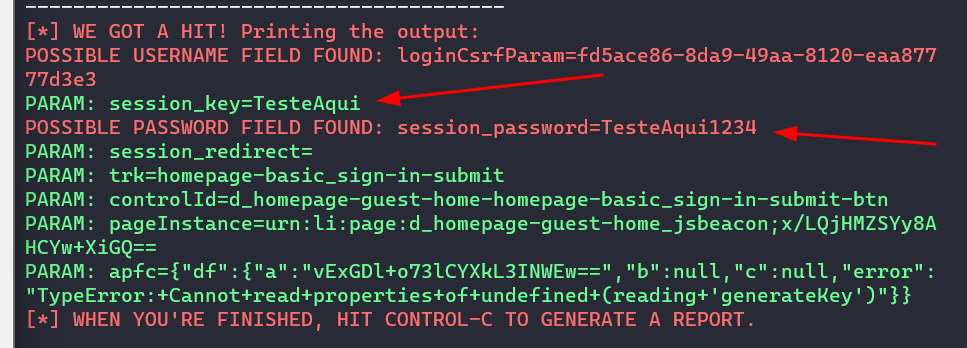 [*] WE GOT A HIT! Printing the output:
POSSIBLE USERNAME FIELD FOUND: loginCsrfParam=fd5ace86-8da9-49aa-8120-eaa877
77d3e3
PARAM: session_key=TesteAqui
POSSIBLE PASSWORD FIELD FOUND: session_password=TesteAqui1234
PARAM: session_redirect=
PARAM: trk=homepage-basic_sign-in-submit
PARAM: controlId=d_homepage-guest-home-homepage-basic_sign-in-submit-btn
PARAM: pageInstance=urn:li:page:d_homepage-guest-home_jsbeacon;x/LQjHMZSYy8A
HCYw+XiGQ==
PARAM: apfc={"df":{"a":"vExGDl+o73lCYXkL3INWEw==","b":null,"c":null,"error":
"TypeError:+Cannot+read+properties+of+undefined+(reading+'generateKey')"}}
[*] WHEN YOU'RE FINISHED, HIT CONTROL-C TO GENERATE A REPORT.